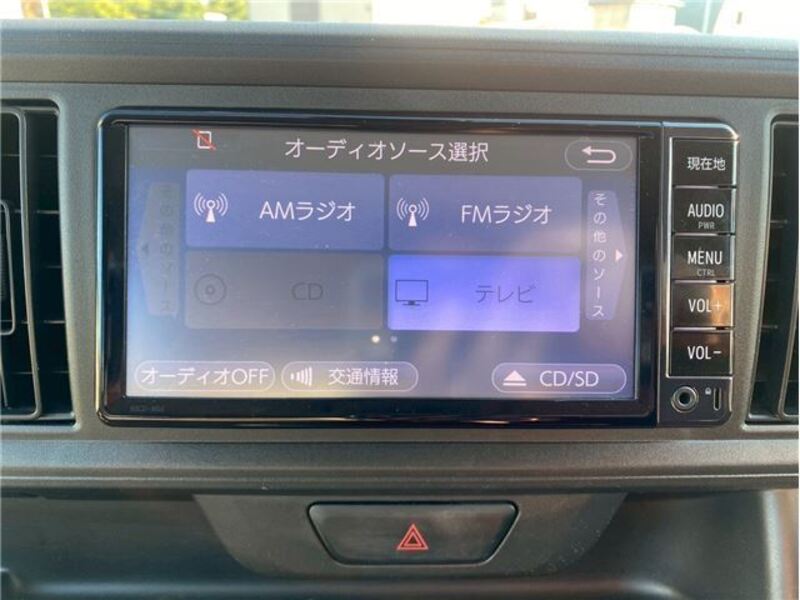 オーディオソース選択
AMラジオ
FMラジオ
その他のソース
その他のソース
CD
テレビ
オーディオOFF
交通情報
CD/SD
現在地
AUDIO
PWR
MENU
CTRL
VOL+
VOL-